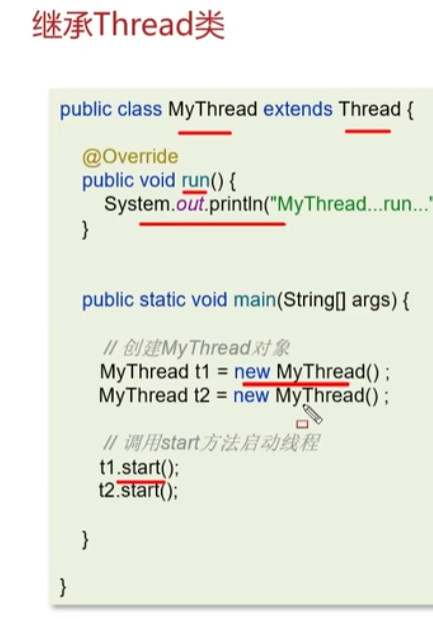 继承Thread类
public class MyThread extends Thread {
@Override
public void run() {
System.out.println("MyThread...run..."
}
public static void main(String[] args) {
// 创建MyThread对象
MyThread t1 = new MyThread() ;
MyThread t2 = new MyThread() ;
// 调用start方法启动线程
t1.start();
t2.start();
}
}